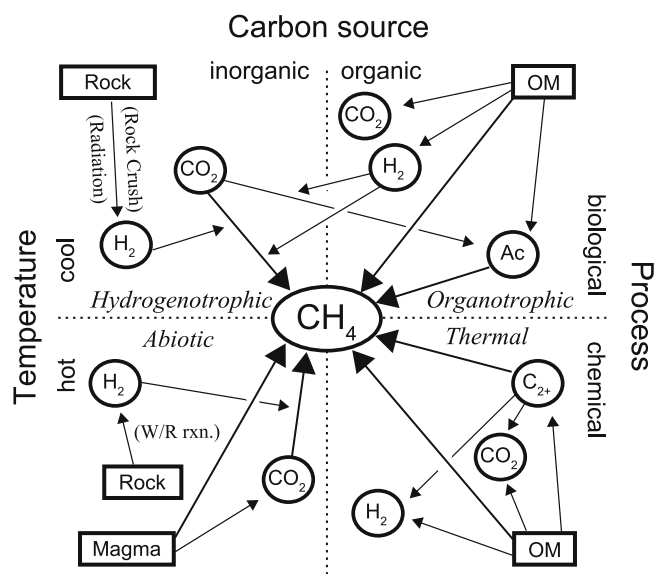 Carbon source
inorganic
organic
Rock
OM
CO₂
(Rock Crush)
(Radiation)
CO₂
H₂
H₂
Ac
Temperature
cool
biological
Process
Hydrogenotrophic
Organotrophic
CH₄
Abiotic
Thermal
hot
chemical
H₂
C₂₊
(W/R rxn.)
CO₂
Rock
CO₂
H₂
Magma
OM